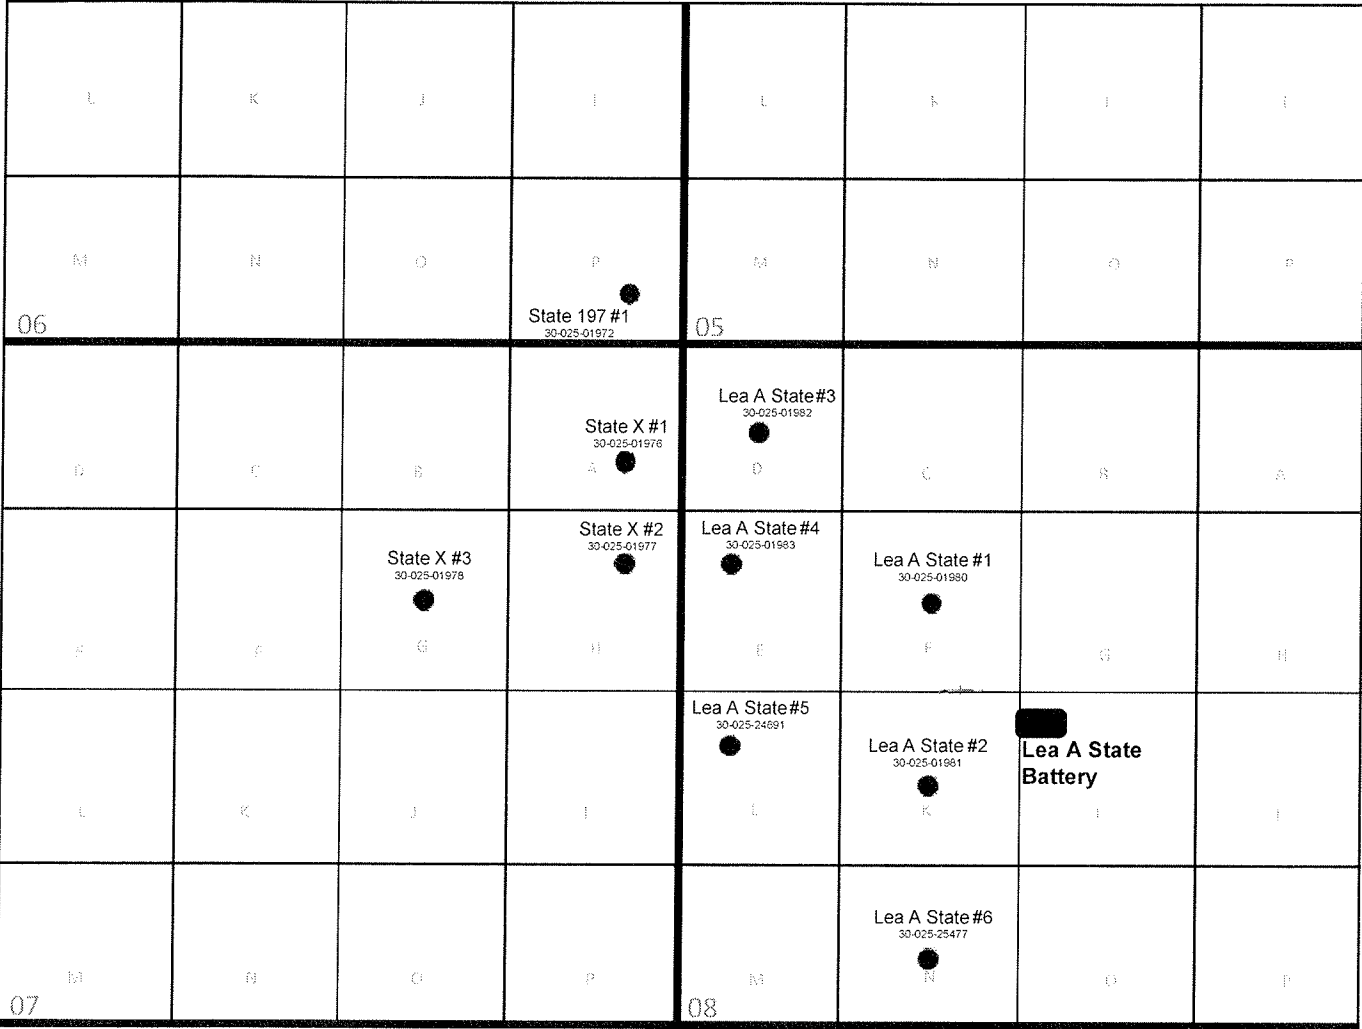 L K J I L I
M N O P M N O P
State 197 #1
30-025-01972
06
05
Lea A State #3
30-025-01982
State X #1
30-025-01976
D C B A D C B A
State X #2
30-025-01977
Lea A State #4
30-025-01983
State X #3
30-025-01978
Lea A State #1
30-025-01980
G H E F G H
Lea A State #5
30-025-24691
Lea A State #2
30-025-01981
Lea A State
Battery
L K J I L K I
Lea A State #6
30-025-25477
M N O P M N O P
07
08